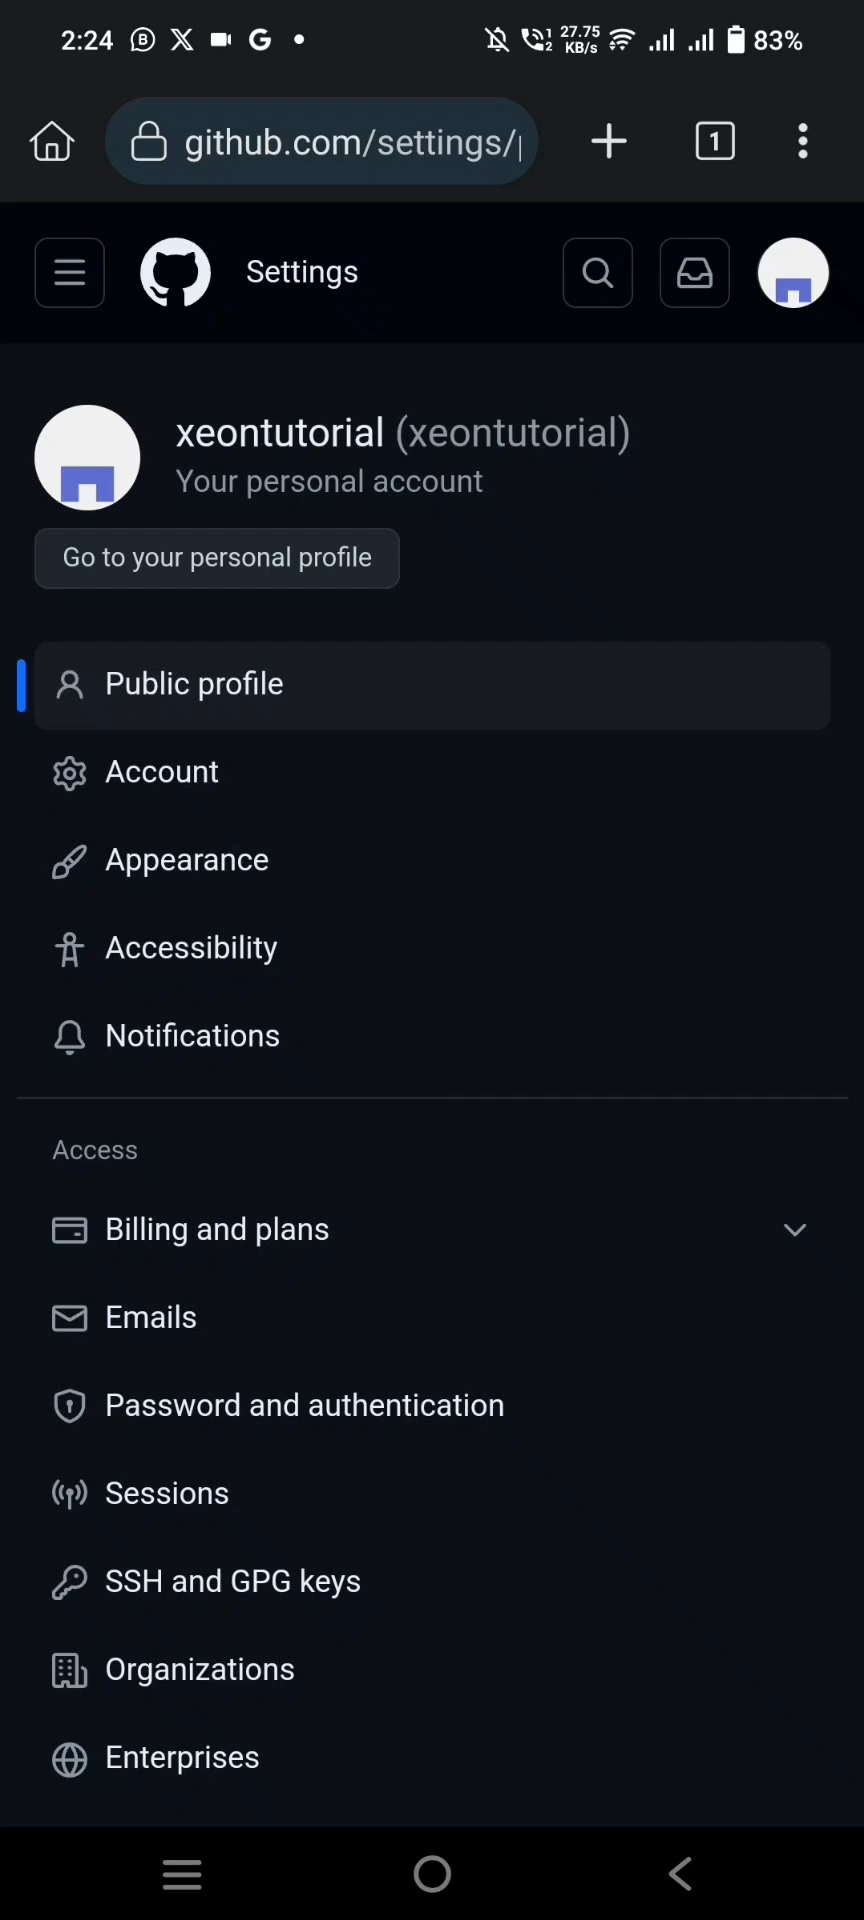 2:24
27.75
KB/s
83%
github.com/settings/p
1
Settings
xeontutorial (xeontutorial)
Your personal account
Go to your personal profile
Public profile
Account
Appearance
Accessibility
Notifications
Access
Billing and plans
Emails
Password and authentication
Sessions
SSH and GPG keys
Organizations
Enterprises